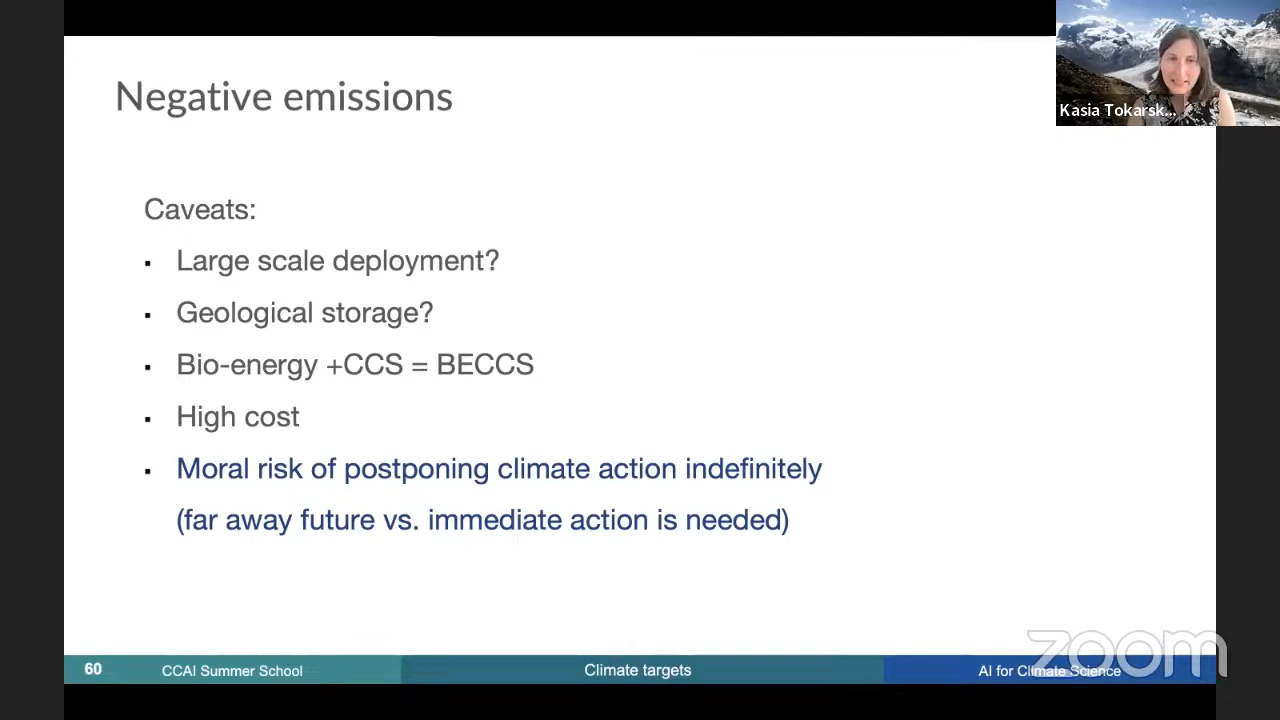 Negative emissions
Kasia Tokarsk...
Caveats:
▪ Large scale deployment?
▪ Geological storage?
▪ Bio-energy +CCS = BECCS
▪ High cost
▪ Moral risk of postponing climate action indefinitely
(far away future vs. immediate action is needed)
zoom
60 CCAI Summer School Climate targets AI for Climate Science